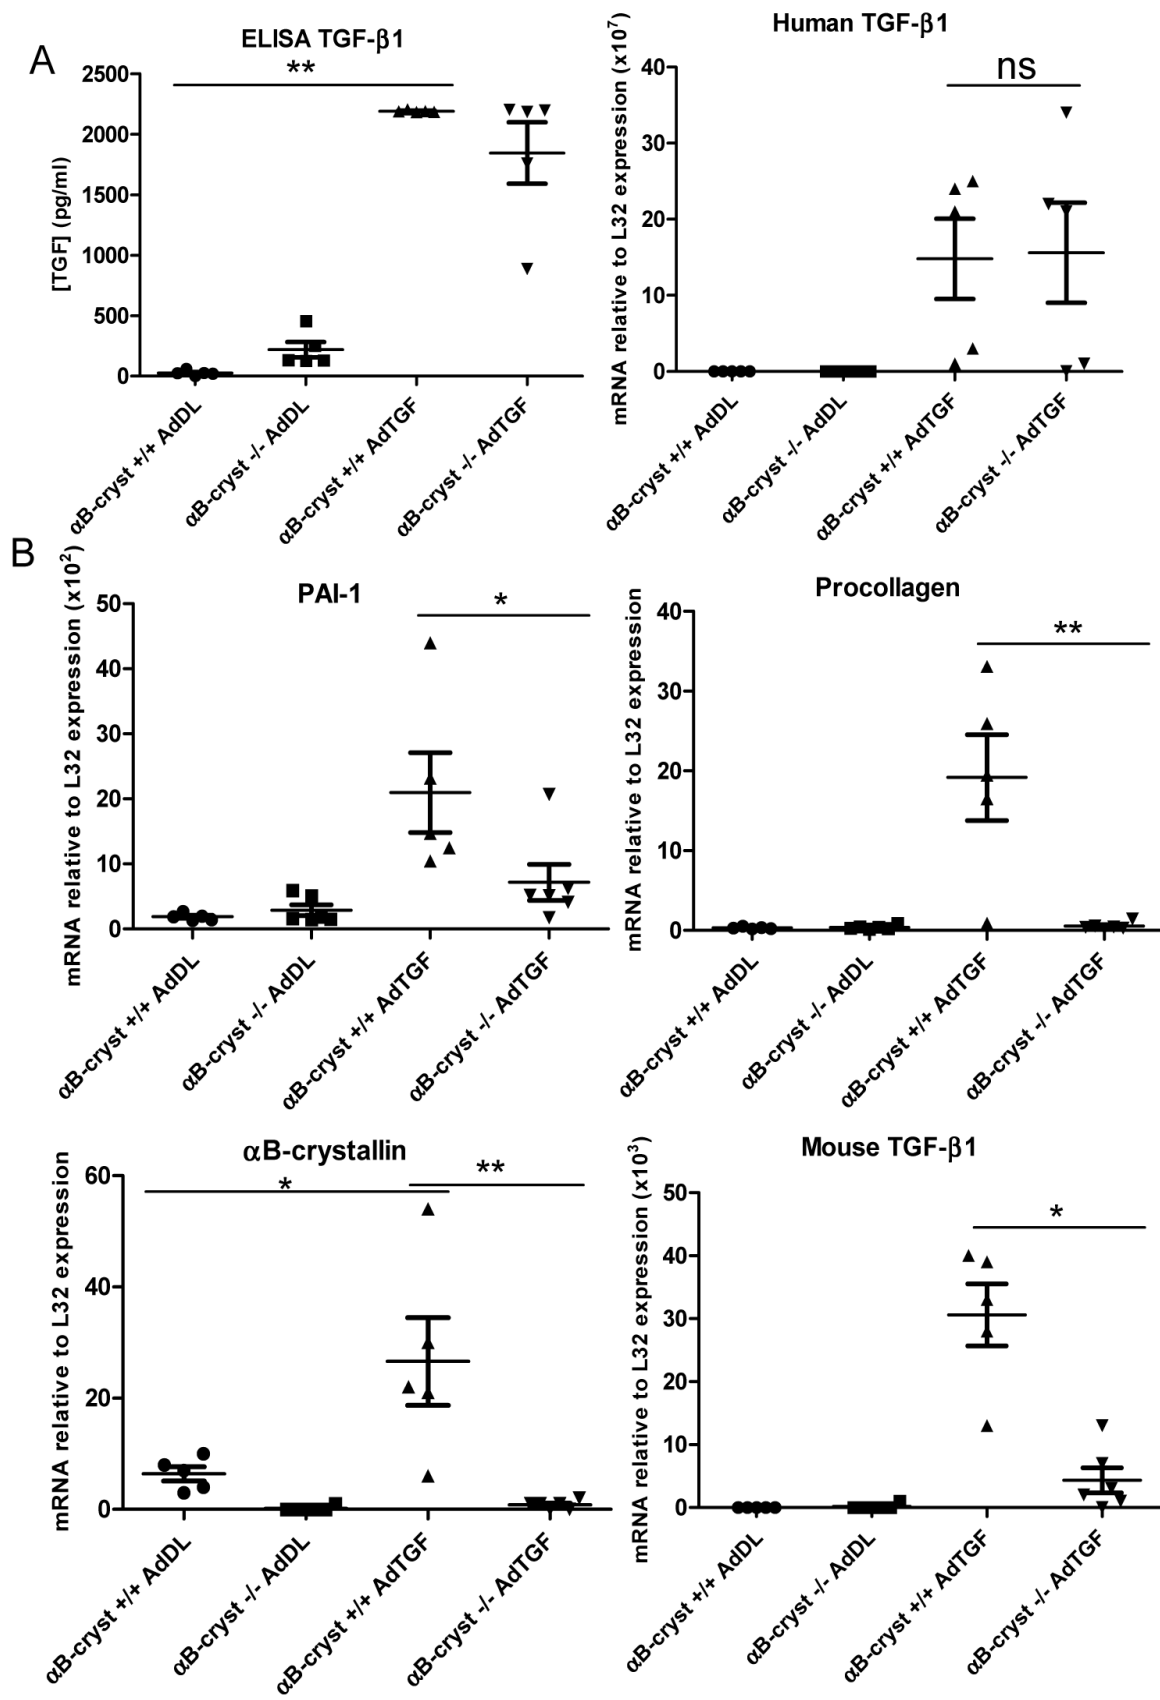 A
ELISA TGF-β1
**
[TGF] (pg/ml)
2500
2000
1500
1000
500
0
αB-cryst +/+ AdDL
αB-cryst -/- AdDL
αB-cryst +/+ AdTGF
αB-cryst -/- AdTGF
Human TGF-β1
ns
mRNA relative to L32 expression (x10⁷)
40
30
20
10
0
αB-cryst +/+ AdDL
αB-cryst -/- AdDL
αB-cryst +/+ AdTGF
αB-cryst -/- AdTGF
B
PAI-1
*
mRNA relative to L32 expression (x10²)
50
40
30
20
10
0
αB-cryst +/+ AdDL
αB-cryst -/- AdDL
αB-cryst +/+ AdTGF
αB-cryst -/- AdTGF
Procollagen
**
mRNA relative to L32 expression
40
30
20
10
0
αB-cryst +/+ AdDL
αB-cryst -/- AdDL
αB-cryst +/+ AdTGF
αB-cryst -/- AdTGF
αB-crystallin
*
**
mRNA relative to L32 expression
60
40
20
0
αB-cryst +/+ AdDL
αB-cryst -/- AdDL
αB-cryst +/+ AdTGF
αB-cryst -/- AdTGF
Mouse TGF-β1
*
mRNA relative to L32 expression (x10³)
50
40
30
20
10
0
αB-cryst +/+ AdDL
αB-cryst -/- AdDL
αB-cryst +/+ AdTGF
αB-cryst -/- AdTGF